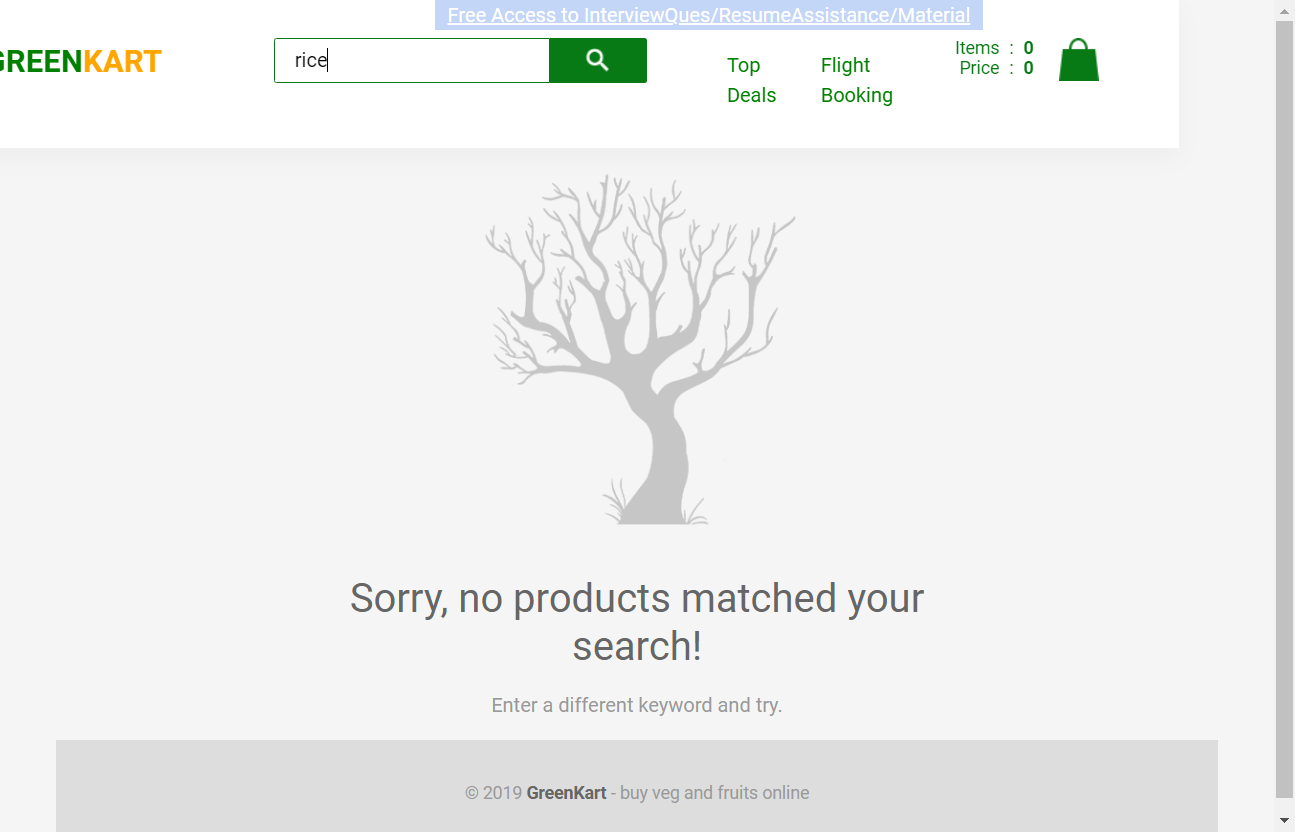 Free Access to InterviewQues/ResumeAssistance/Material
GREENKART
rice
Top Deals
Flight Booking
Items : 0
Price : 0
Sorry, no products matched your
search!
Enter a different keyword and try.
© 2019 GreenKart - buy veg and fruits online